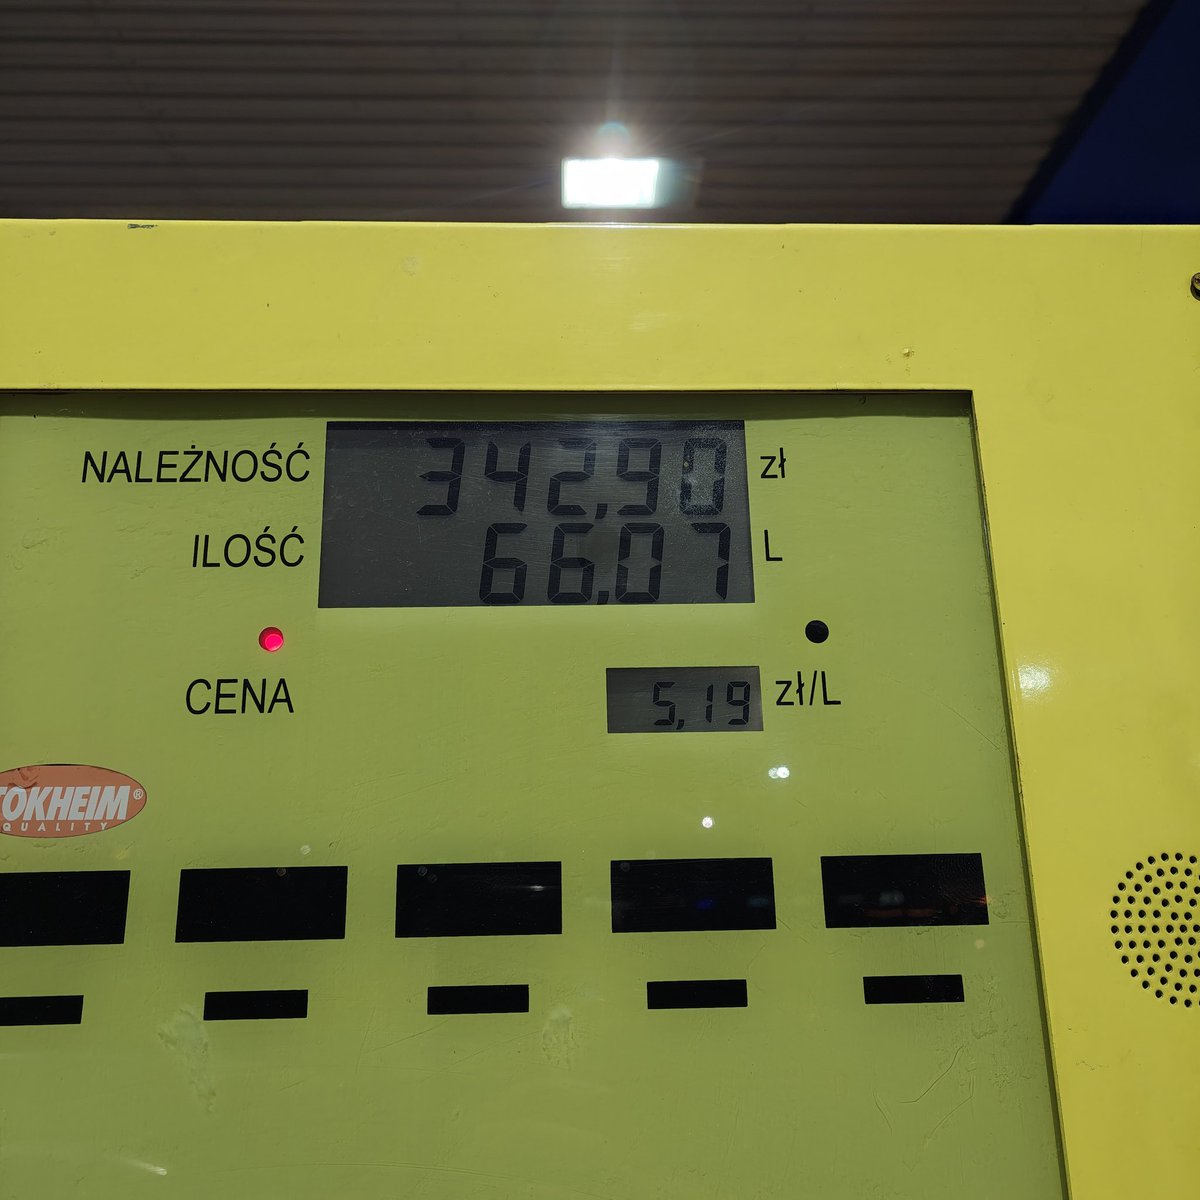 NALEŻNOŚĆ 342,90 zł
ILOŚĆ 66,07 L
CENA 5,19 zł/L
TOKHEIM®
QUALITY